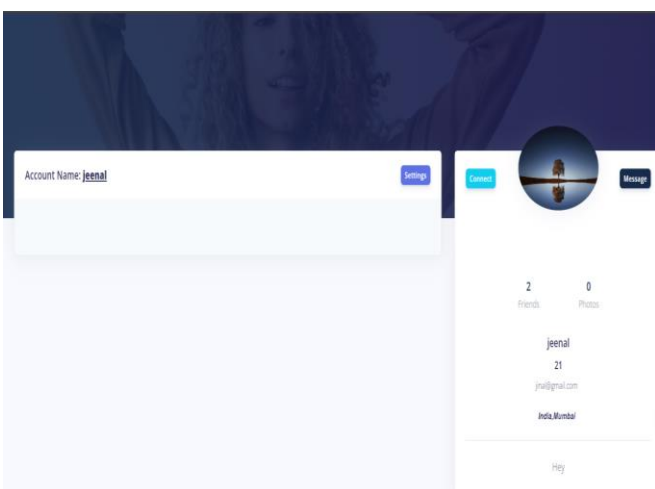 Account Name: jeenal
Settings
Connect
Message
2 0
Friends Photos
jeenal
21
jinal@gmail.com
India,Mumbai
Hey